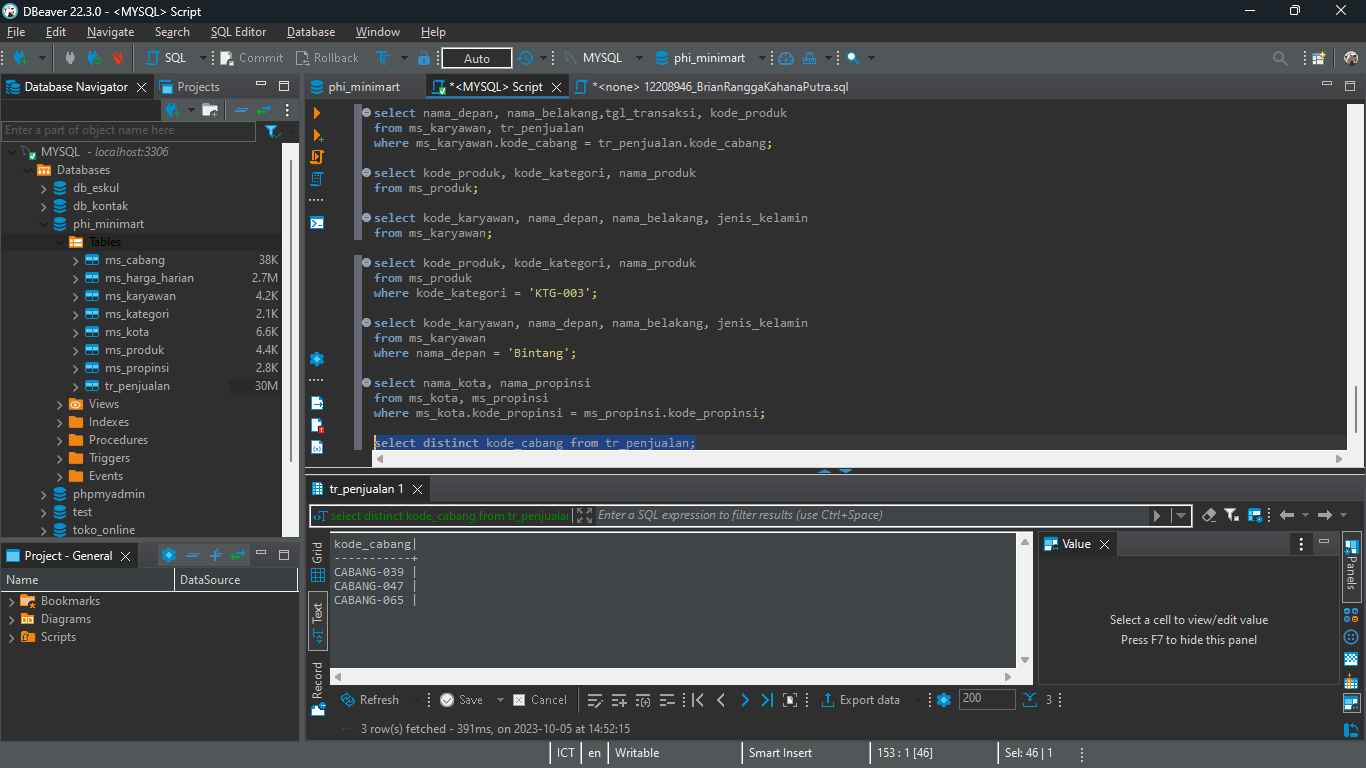 DBeaver 22.3.0 - <MYSQL> Script
File Edit Navigate Search SQL Editor Database Window Help
SQL Commit Rollback Auto MYSQL phi_minimart
Database Navigator Projects
phi_minimart *<MYSQL> Script *<none> 12208946_BrianRanggaKahanaPutra.sql
Enter a part of object name here
MYSQL - localhost:3306
Databases
db_eskul
db_kontak
phi_minimart
Tables
ms_cabang 38K
ms_harga_harian 2.7M
ms_karyawan 4.2K
ms_kategori 2.1K
ms_kota 6.6K
ms_produk 4.4K
ms_propinsi 2.8K
tr_penjualan 30M
Views
Indexes
Procedures
Triggers
Events
phpmyadmin
test
toko_online
select nama_depan, nama_belakang,tgl_transaksi, kode_produk
from ms_karyawan, tr_penjualan
where ms_karyawan.kode_cabang = tr_penjualan.kode_cabang;
select kode_produk, kode_kategori, nama_produk
from ms_produk;
select kode_karyawan, nama_depan, nama_belakang, jenis_kelamin
from ms_karyawan;
select kode_produk, kode_kategori, nama_produk
from ms_produk
where kode_kategori = 'KTG-003';
select kode_karyawan, nama_depan, nama_belakang, jenis_kelamin
from ms_karyawan
where nama_depan = 'Bintang';
select nama_kota, nama_propinsi
from ms_kota, ms_propinsi
where ms_kota.kode_propinsi = ms_propinsi.kode_propinsi;
select distinct kode_cabang from tr_penjualan;
Project - General
Name DataSource
Bookmarks
Diagrams
Scripts
tr_penjualan 1
select distinct kode_cabang from tr_penjualan Enter a SQL expression to filter results (use Ctrl+Space)
Grid
Text
Record
kode_cabang|
-----------+
CABANG-039 |
CABANG-047 |
CABANG-065 |
Value
Select a cell to view/edit value
Press F7 to hide this panel
Panels
Refresh Save Cancel Export data 200 3
3 row(s) fetched - 391ms, on 2023-10-05 at 14:52:15
ICT en Writable Smart Insert 153 : 1 [46] Sel: 46 | 1